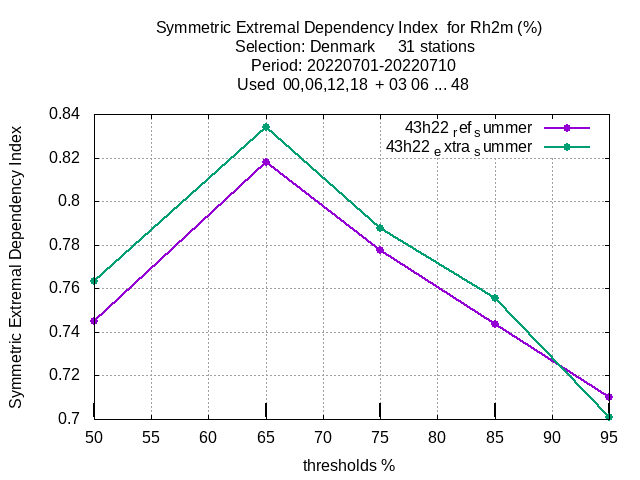 Symmetric Extremal Dependency Index  for Rh2m (%)
Selection: Denmark     31 stations
Period: 20220701-20220710
Used  00,06,12,18  + 03 06 ... 48
43h22 ref summer
43h22 extra summer
Symmetric Extremal Dependency Index
0.84
0.82
0.8
0.78
0.76
0.74
0.72
0.7
50 55 60 65 70 75 80 85 90 95
thresholds %